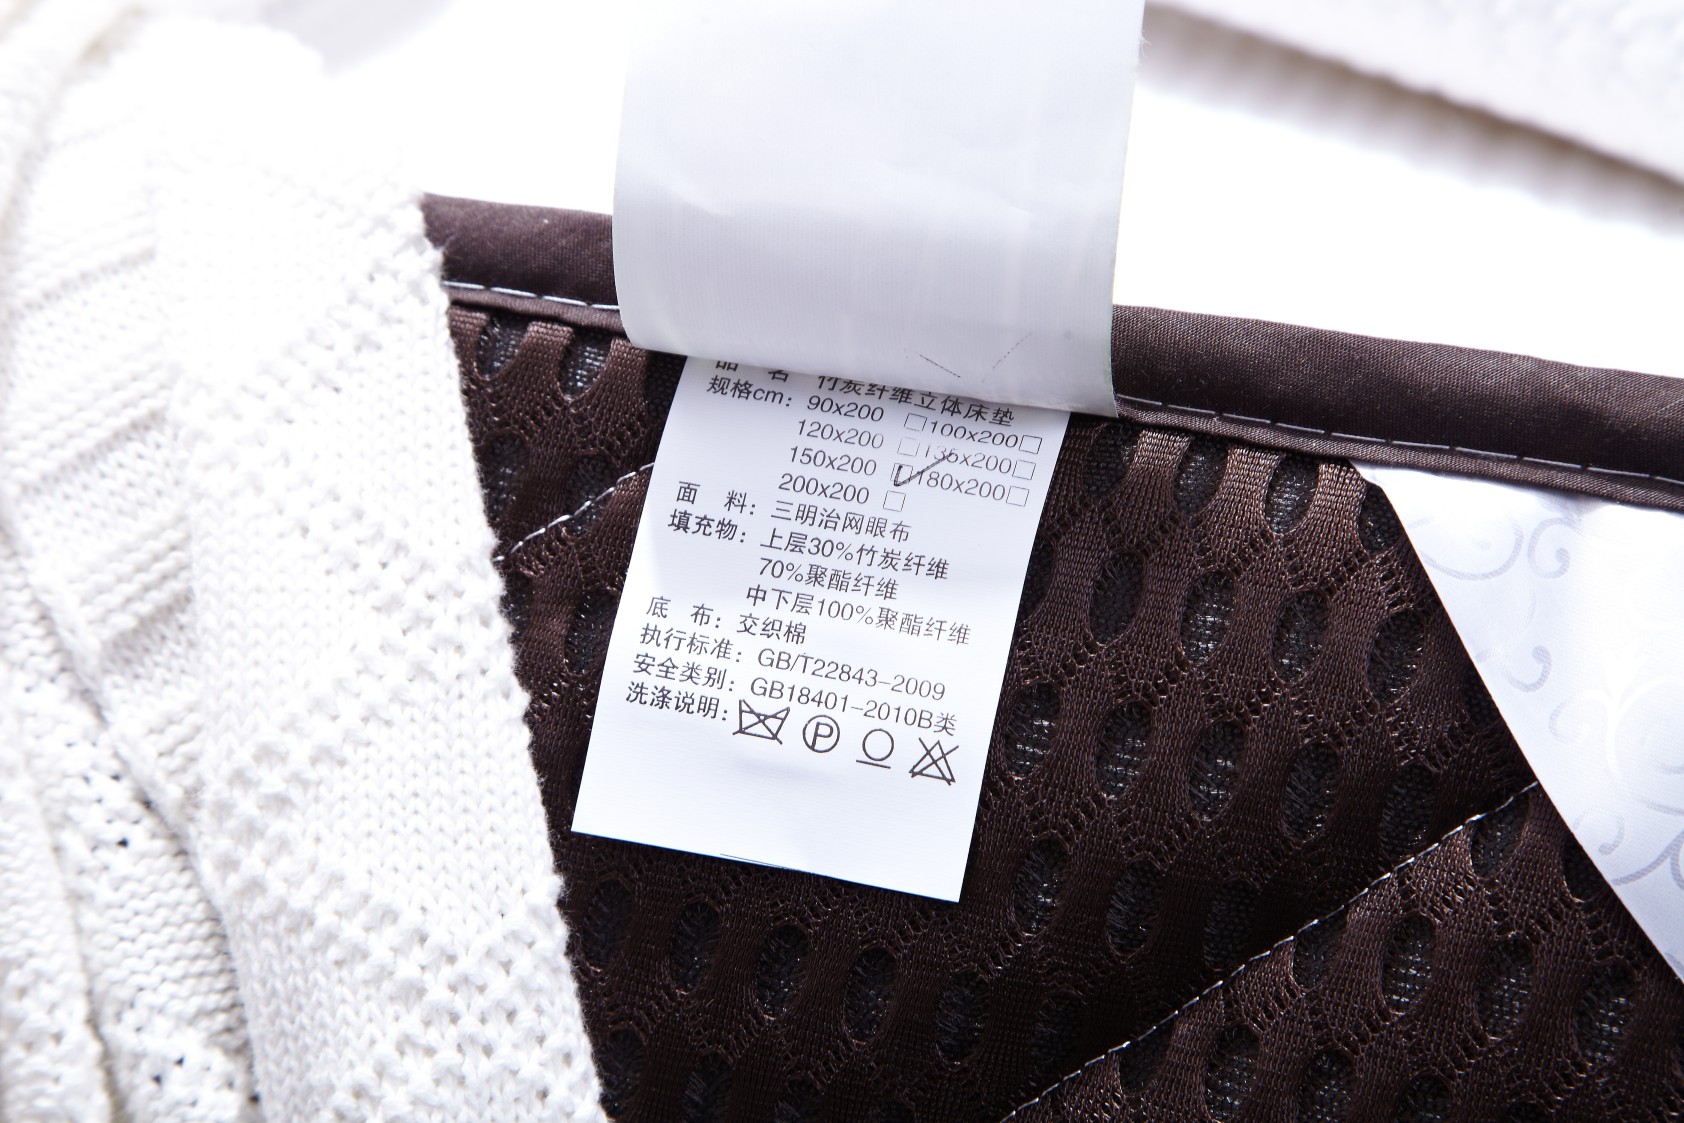 品 名 竹炭纤维立体床垫
规格cm: 90x200 □100x200□
120x200 □135x200□
150x200 ☑180x200□
200x200 □
面 料: 三明治网眼布
填充物: 上层30%竹炭纤维
70%聚酯纤维
中下层100%聚酯纤维
底 布: 交织棉
执行标准: GB/T22843-2009
安全类别: GB18401-2010B类
洗涤说明:
P